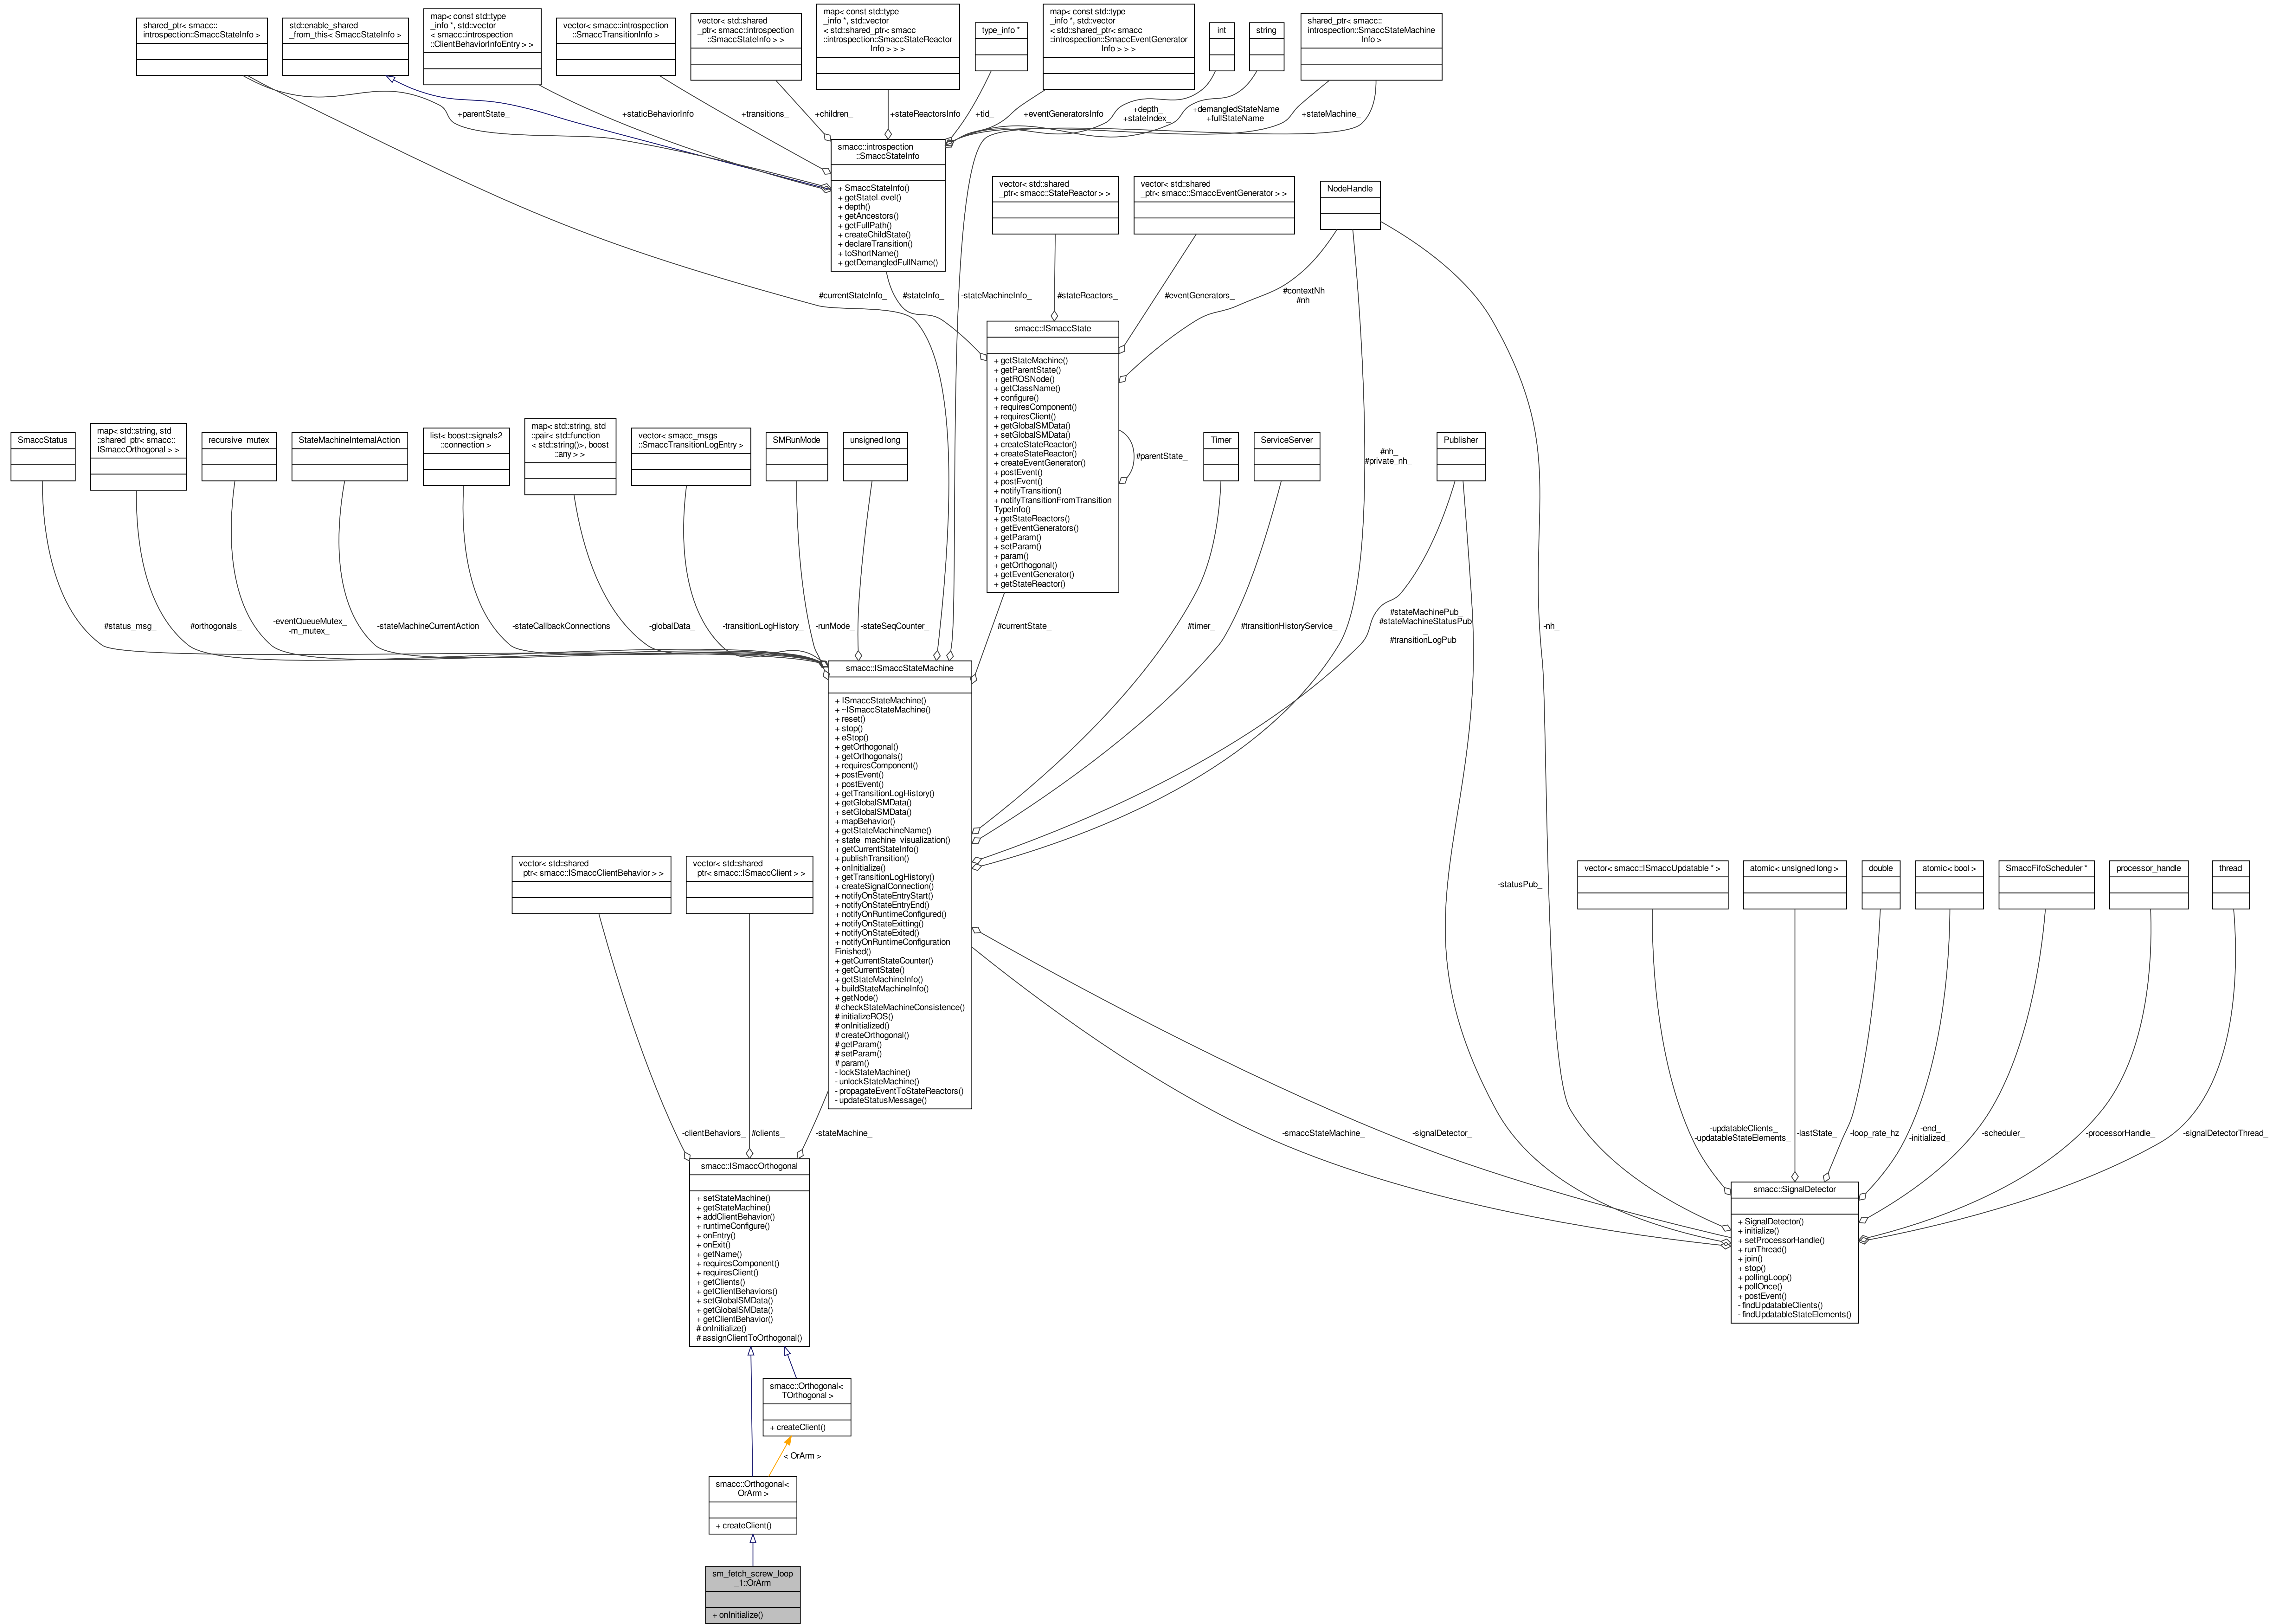 shared_ptr< smacc::
introspection::SmaccStateInfo >
std::enable_shared
_from_this< SmaccStateInfo >
map< const std::type
_info *, std::vector
< smacc::introspection
::ClientBehaviorInfoEntry > >
vector< smacc::introspection
::SmaccTransitionInfo >
vector< std::shared
_ptr< smacc::introspection
::SmaccStateInfo > >
map< const std::type
_info *, std::vector
< std::shared_ptr< smacc
::introspection::SmaccStateReactor
Info > > >
type_info *
map< const std::type
_info *, std::vector
< std::shared_ptr< smacc
::introspection::SmaccEventGenerator
Info > > >
int
string
shared_ptr< smacc::
introspection::SmaccStateMachine
Info >
+parentState_
+staticBehaviorInfo
+transitions_
+children_
+stateReactorsInfo
+tid_
+eventGeneratorsInfo
+depth_
+stateIndex_
+demangledStateName
+fullStateName
+stateMachine_
smacc::introspection
::SmaccStateInfo
+ SmaccStateInfo()
+ getStateLevel()
+ depth()
+ getAncestors()
+ getFullPath()
+ createChildState()
+ declareTransition()
+ toShortName()
+ getDemangledFullName()
vector< std::shared
_ptr< smacc::StateReactor > >
vector< std::shared
_ptr< smacc::SmaccEventGenerator > >
NodeHandle
#currentStateInfo_
#stateInfo_
-stateMachineInfo_
#stateReactors_
#eventGenerators_
#contextNh
#nh
smacc::ISmaccState
+ getStateMachine()
+ getParentState()
+ getROSNode()
+ getClassName()
+ configure()
+ requiresComponent()
+ requiresClient()
+ getGlobalSMData()
+ setGlobalSMData()
+ createStateReactor()
+ createStateReactor()
+ createEventGenerator()
+ postEvent()
+ postEvent()
+ notifyTransition()
+ notifyTransitionFromTransition
TypeInfo()
+ getStateReactors()
+ getEventGenerators()
+ getParam()
+ setParam()
+ param()
+ getOrthogonal()
+ getEventGenerator()
+ getStateReactor()
#parentState_
SmaccStatus
map< std::string, std
::shared_ptr< smacc::
ISmaccOrthogonal > >
recursive_mutex
StateMachineInternalAction
list< boost::signals2
::connection >
map< std::string, std
::pair< std::function
< std::string()>, boost
::any > >
vector< smacc_msgs
::SmaccTransitionLogEntry >
SMRunMode
unsigned long
Timer
ServiceServer
#nh_
#private_nh_
Publisher
#status_msg_
#orthogonals_
-eventQueueMutex_
-m_mutex_
-stateMachineCurrentAction
-stateCallbackConnections
-globalData_
-transitionLogHistory_
-runMode_
-stateSeqCounter_
#currentState_
#timer_
#transitionHistoryService_
#stateMachinePub_
#stateMachineStatusPub
_
#transitionLogPub_
-nh_
smacc::ISmaccStateMachine
+ ISmaccStateMachine()
+ ~ISmaccStateMachine()
+ reset()
+ stop()
+ eStop()
+ getOrthogonal()
+ getOrthogonals()
+ requiresComponent()
+ postEvent()
+ postEvent()
+ getTransitionLogHistory()
+ getGlobalSMData()
+ setGlobalSMData()
+ mapBehavior()
+ getStateMachineName()
+ state_machine_visualization()
+ getCurrentStateInfo()
+ publishTransition()
+ onInitialize()
+ getTransitionLogHistory()
+ createSignalConnection()
+ notifyOnStateEntryStart()
+ notifyOnStateEntryEnd()
+ notifyOnRuntimeConfigured()
+ notifyOnStateExitting()
+ notifyOnStateExited()
+ notifyOnRuntimeConfiguration
Finished()
+ getCurrentStateCounter()
+ getCurrentState()
+ getStateMachineInfo()
+ buildStateMachineInfo()
+ getNode()
# checkStateMachineConsistence()
# initializeROS()
# onInitialized()
# createOrthogonal()
# getParam()
# setParam()
# param()
- lockStateMachine()
- unlockStateMachine()
- propagateEventToStateReactors()
- updateStatusMessage()
vector< std::shared
_ptr< smacc::ISmaccClientBehavior > >
vector< std::shared
_ptr< smacc::ISmaccClient > >
-statusPub_
vector< smacc::ISmaccUpdatable * >
atomic< unsigned long >
double
atomic< bool >
SmaccFifoScheduler *
processor_handle
thread
-clientBehaviors_
#clients_
-stateMachine_
-smaccStateMachine_
-signalDetector_
-updatableClients_
-updatableStateElements_
-lastState_
-loop_rate_hz
-end_
-initialized_
-scheduler_
-processorHandle_
-signalDetectorThread_
smacc::ISmaccOrthogonal
+ setStateMachine()
+ getStateMachine()
+ addClientBehavior()
+ runtimeConfigure()
+ onEntry()
+ onExit()
+ getName()
+ requiresComponent()
+ requiresClient()
+ getClients()
+ getClientBehaviors()
+ setGlobalSMData()
+ getGlobalSMData()
+ getClientBehavior()
# onInitialize()
# assignClientToOrthogonal()
smacc::SignalDetector
+ SignalDetector()
+ initialize()
+ setProcessorHandle()
+ runThread()
+ join()
+ stop()
+ pollingLoop()
+ pollOnce()
+ postEvent()
- findUpdatableClients()
- findUpdatableStateElements()
smacc::Orthogonal<
TOrthogonal >
+ createClient()
< OrArm >
smacc::Orthogonal<
OrArm >
+ createClient()
sm_fetch_screw_loop
_1::OrArm
+ onInitialize()